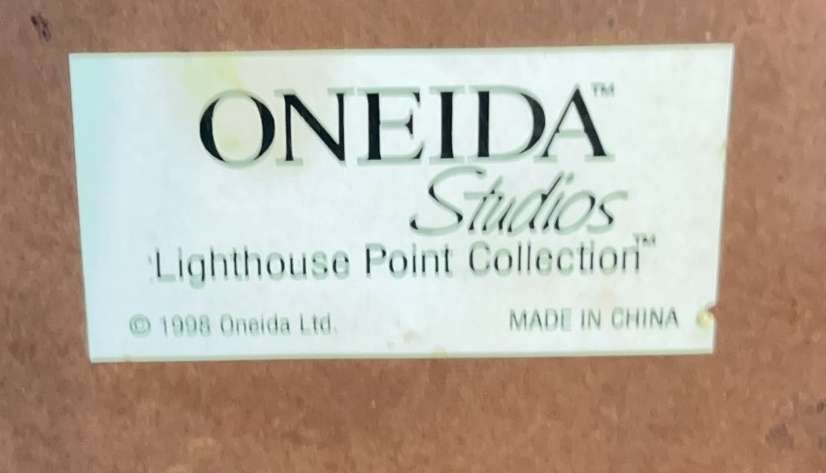 ONEIDA™
Studios
Lighthouse Point Collection™
© 1998 Oneida Ltd.
MADE IN CHINA